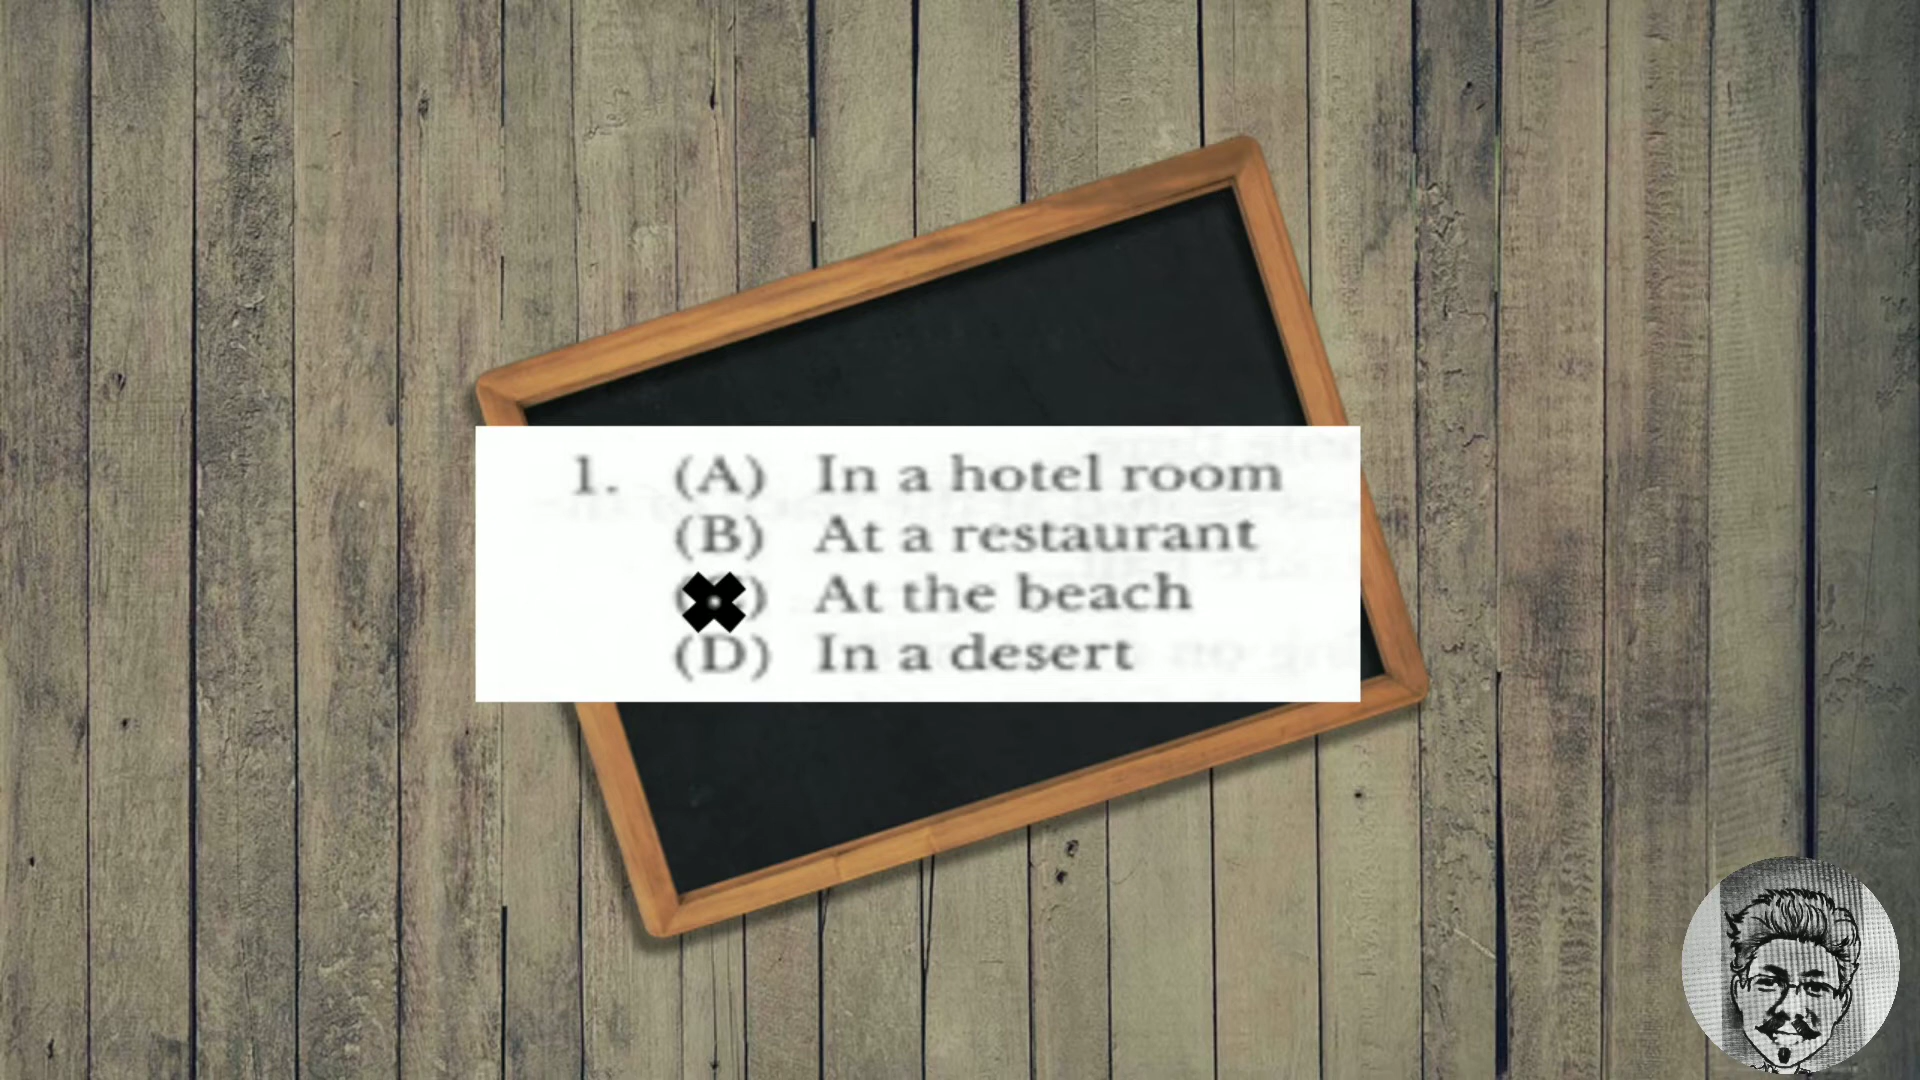 1. (A) In a hotel room
(B) At a restaurant
) At the beach
(D) In a desert